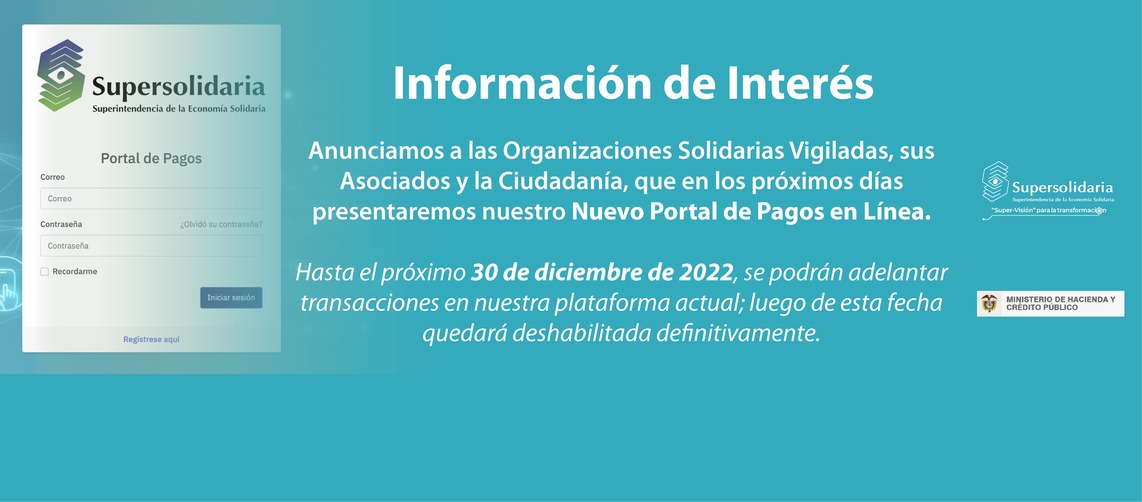 Supersolidaria
Superintendencia de la Economía Solidaria
Portal de Pagos
Correo
Correo
Contraseña
¿Olvidó su contraseña?
Contraseña
Recordarme
Iniciar sesión
Regístrese aquí
Información de Interés
Anunciamos a las Organizaciones Solidarias Vigiladas, sus
Asociados y la Ciudadanía, que en los próximos días
presentaremos nuestro Nuevo Portal de Pagos en Línea.
Hasta el próximo 30 de diciembre de 2022, se podrán adelantar
transacciones en nuestra plataforma actual; luego de esta fecha
quedará deshabilitada definitivamente.
Supersolidaria
Superintendencia de la Economía Solidaria
"Super-Visión" para la transformación
MINISTERIO DE HACIENDA Y
CRÉDITO PÚBLICO